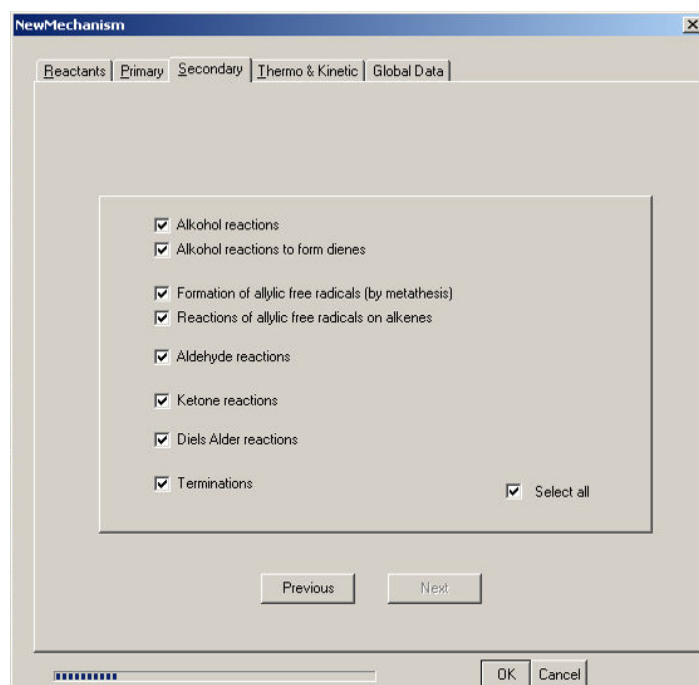 NewMechanism
Reactants Primary Secondary Thermo & Kinetic Global Data
Alkohol reactions
Alkohol reactions to form dienes
Formation of allylic free radicals (by metathesis)
Reactions of allylic free radicals on alkenes
Aldehyde reactions
Ketone reactions
Diels Alder reactions
Terminations
Select all
Previous Next
OK Cancel